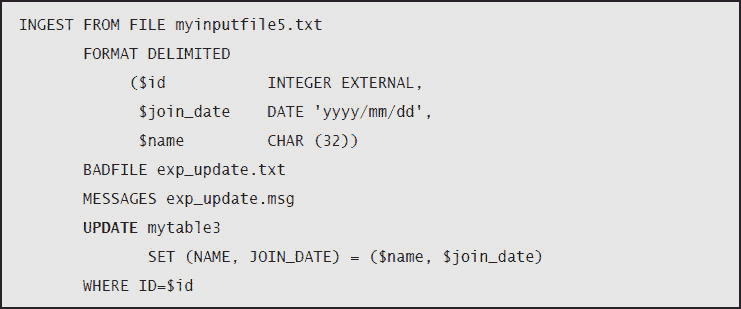 INGEST FROM FILE myinputfile5.txt
FORMAT DELIMITED
($id INTEGER EXTERNAL,
$join_date DATE 'yyyy/mm/dd',
$name CHAR (32))
BADFILE exp_update.txt
MESSAGES exp_update.msg
UPDATE mytable3
SET (NAME, JOIN_DATE) = ($name, $join_date)
WHERE ID=$id